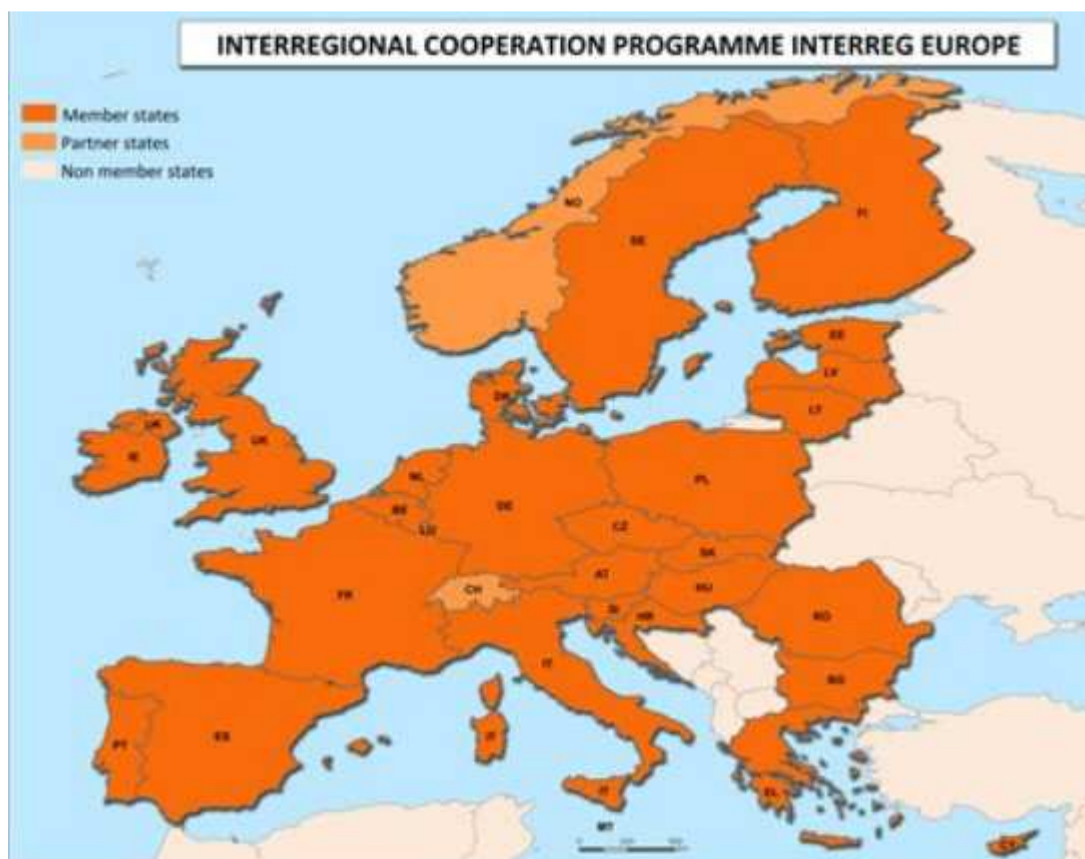 INTERREGIONAL COOPERATION PROGRAMME INTERREG EUROPE
Member states
Partner states
Non member states
NO
SE
FI
EE
LV
LT
DK
UK
UK
IE
NL
PL
BE
DE
LU
CZ
AT
HU
FR
CH
SI
HR
RO
IT
BG
PT
ES
IT
IT
EL
MT
CY
0